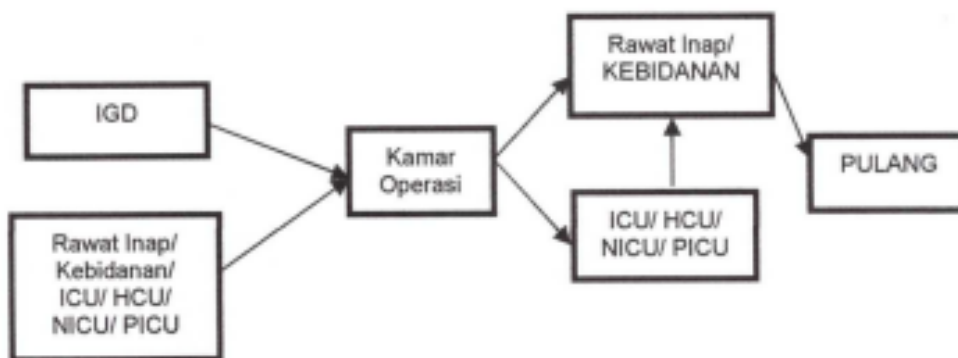 IGD
Rawat Inap/
Kebidanan/
ICU/ HCU/
NICU/ PICU
Kamar
Operasi
Rawat Inap/
KEBIDANAN
ICU/ HCU/
NICU/ PICU
PULANG